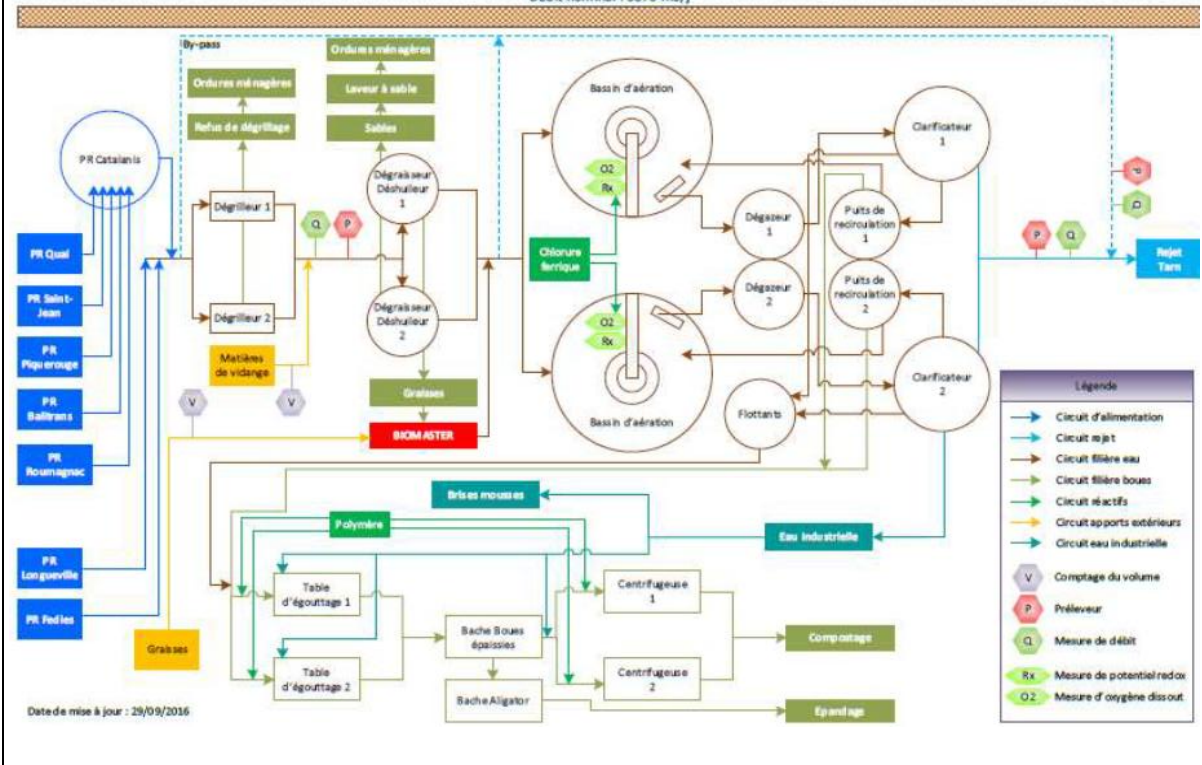 By-pass
Ordures ménagères
Ordures ménagères
Laveur à sable
Refus de dégrillage
Sables
PR Catalanis
Dégrilleur 1
Dégrilleur 2
Q
P
Dégraisseur
Déshuileur
1
Dégraisseur
Déshuileur
2
Matières
de vidange
V
V
Graisses
BIOMASTER
PR Quai
PR Saint-
Jean
PR
Piquerouge
PR
Balitrans
PR
Roumagnac
PR
Longueville
PR Fedies
Graisses
Bassin d'aération
O2
Rx
Chlorure
ferrique
O2
Rx
Bassin d'aération
Dégazeur
1
Dégazeur
2
Puits de
recirculation
1
Puits de
recirculation
2
Clarificateur
1
Clarificateur
2
Flottants
P
Q
P
Q
Rejet
Tarn
Brises mousses
Polymère
Eau industrielle
Table
d'égouttage 1
Table
d'égouttage 2
Bache Boues
épaissies
Bache Aligator
Centrifugeuse
1
Centrifugeuse
2
Compostage
Epandage
Légende
Circuit d'alimentation
Circuit rejet
Circuit filière eau
Circuit filière boues
Circuit réactifs
Circuit apports extérieurs
Circuit eau industrielle
V Comptage du volume
P Préleveur
Q Mesure de débit
Rx Mesure de potentiel redox
O2 Mesure d'oxygène dissout
Date de mise à jour : 29/09/2016